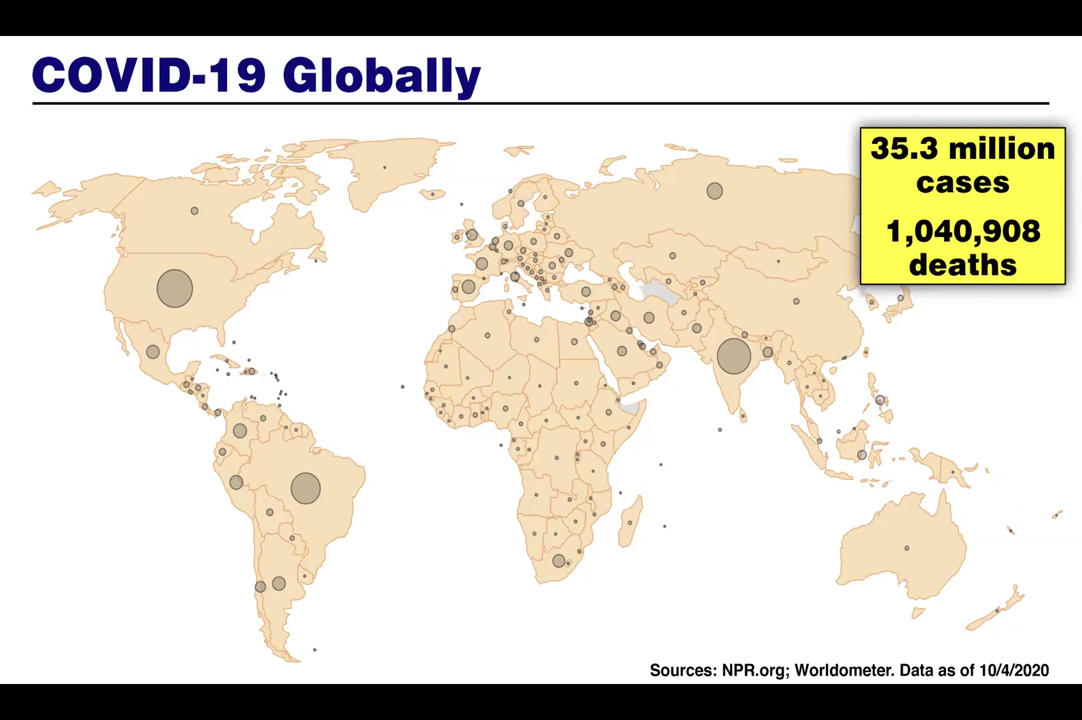 COVID-19 Globally
35.3 million
cases
1,040,908
deaths
Sources: NPR.org; Worldometer. Data as of 10/4/2020